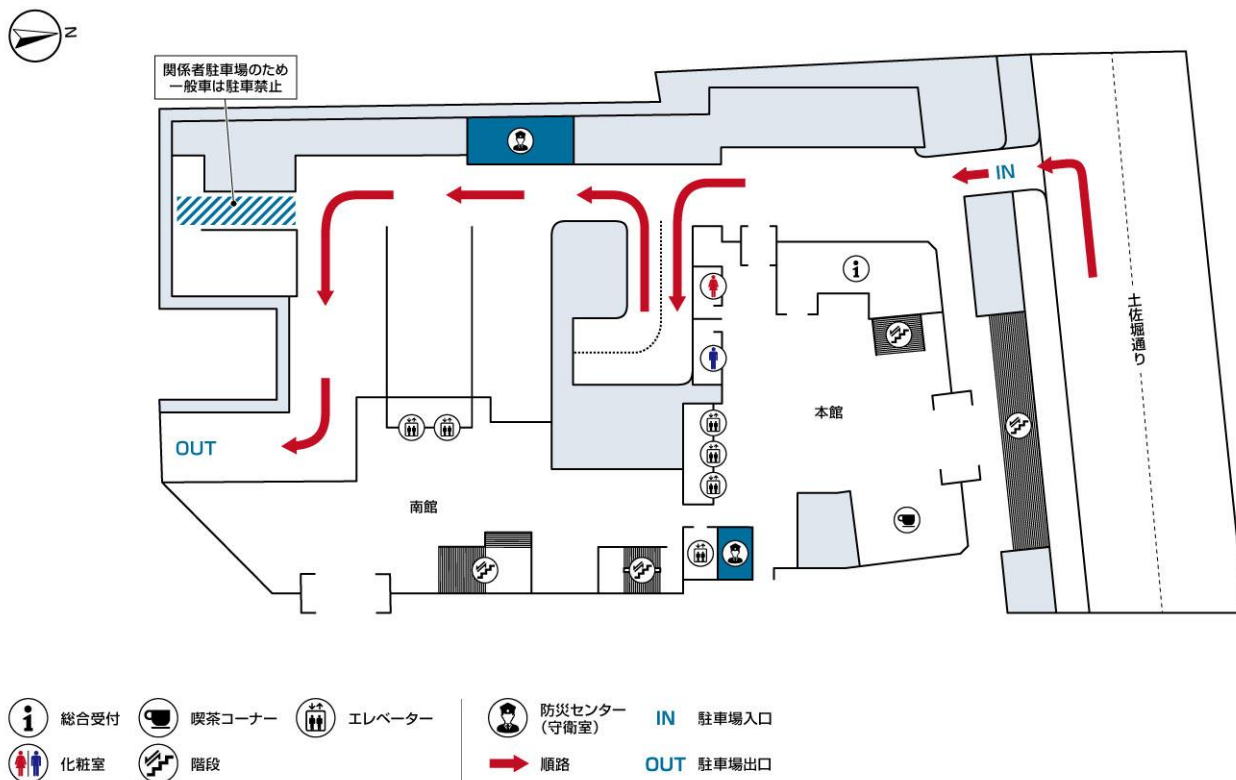 N
関係者駐車場のため
一般車は駐車禁止
IN
土佐堀通り
本館
OUT
南館
総合受付
喫茶コーナー
エレベーター
防災センター
(守衛室)
IN
駐車場入口
化粧室
階段
順路
OUT
駐車場出口